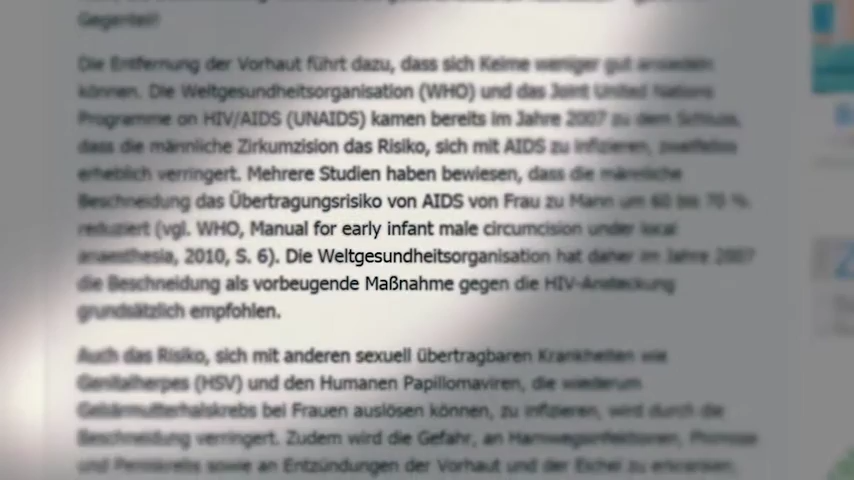 Gegenteil!
Die Entfernung der Vorhaut führt dazu, dass sich Keime weniger gut ansiedeln
können. Die Weltgesundheitsorganisation (WHO) und das Joint United Nations
Programme on HIV/AIDS (UNAIDS) kamen bereits im Jahre 2007 zu dem Schluss,
dass die männliche Zirkumzision das Risiko, sich mit AIDS zu infizieren, zweifellos
erheblich verringert. Mehrere Studien haben bewiesen, dass die männliche
Beschneidung das Übertragungsrisiko von AIDS von Frau zu Mann um 60 bis 70 %
reduziert (vgl. WHO, Manual for early infant male circumcision under local
anaesthesia, 2010, S. 6). Die Weltgesundheitsorganisation hat daher im Jahre 2007
die Beschneidung als vorbeugende Maßnahme gegen die HIV-Ansteckung
grundsätzlich empfohlen.
Auch das Risiko, sich mit anderen sexuell übertragbaren Krankheiten wie
Genitalherpes (HSV) und den Humanen Papillomaviren, die wiederum
Gebärmutterhalskrebs bei Frauen auslösen können, zu infizieren, wird durch die
Beschneidung verringert. Zudem wird die Gefahr, an Harnwegsinfektionen, Phimose
und Peniskrebs sowie an Entzündungen der Vorhaut und der Eichel zu erkranken,